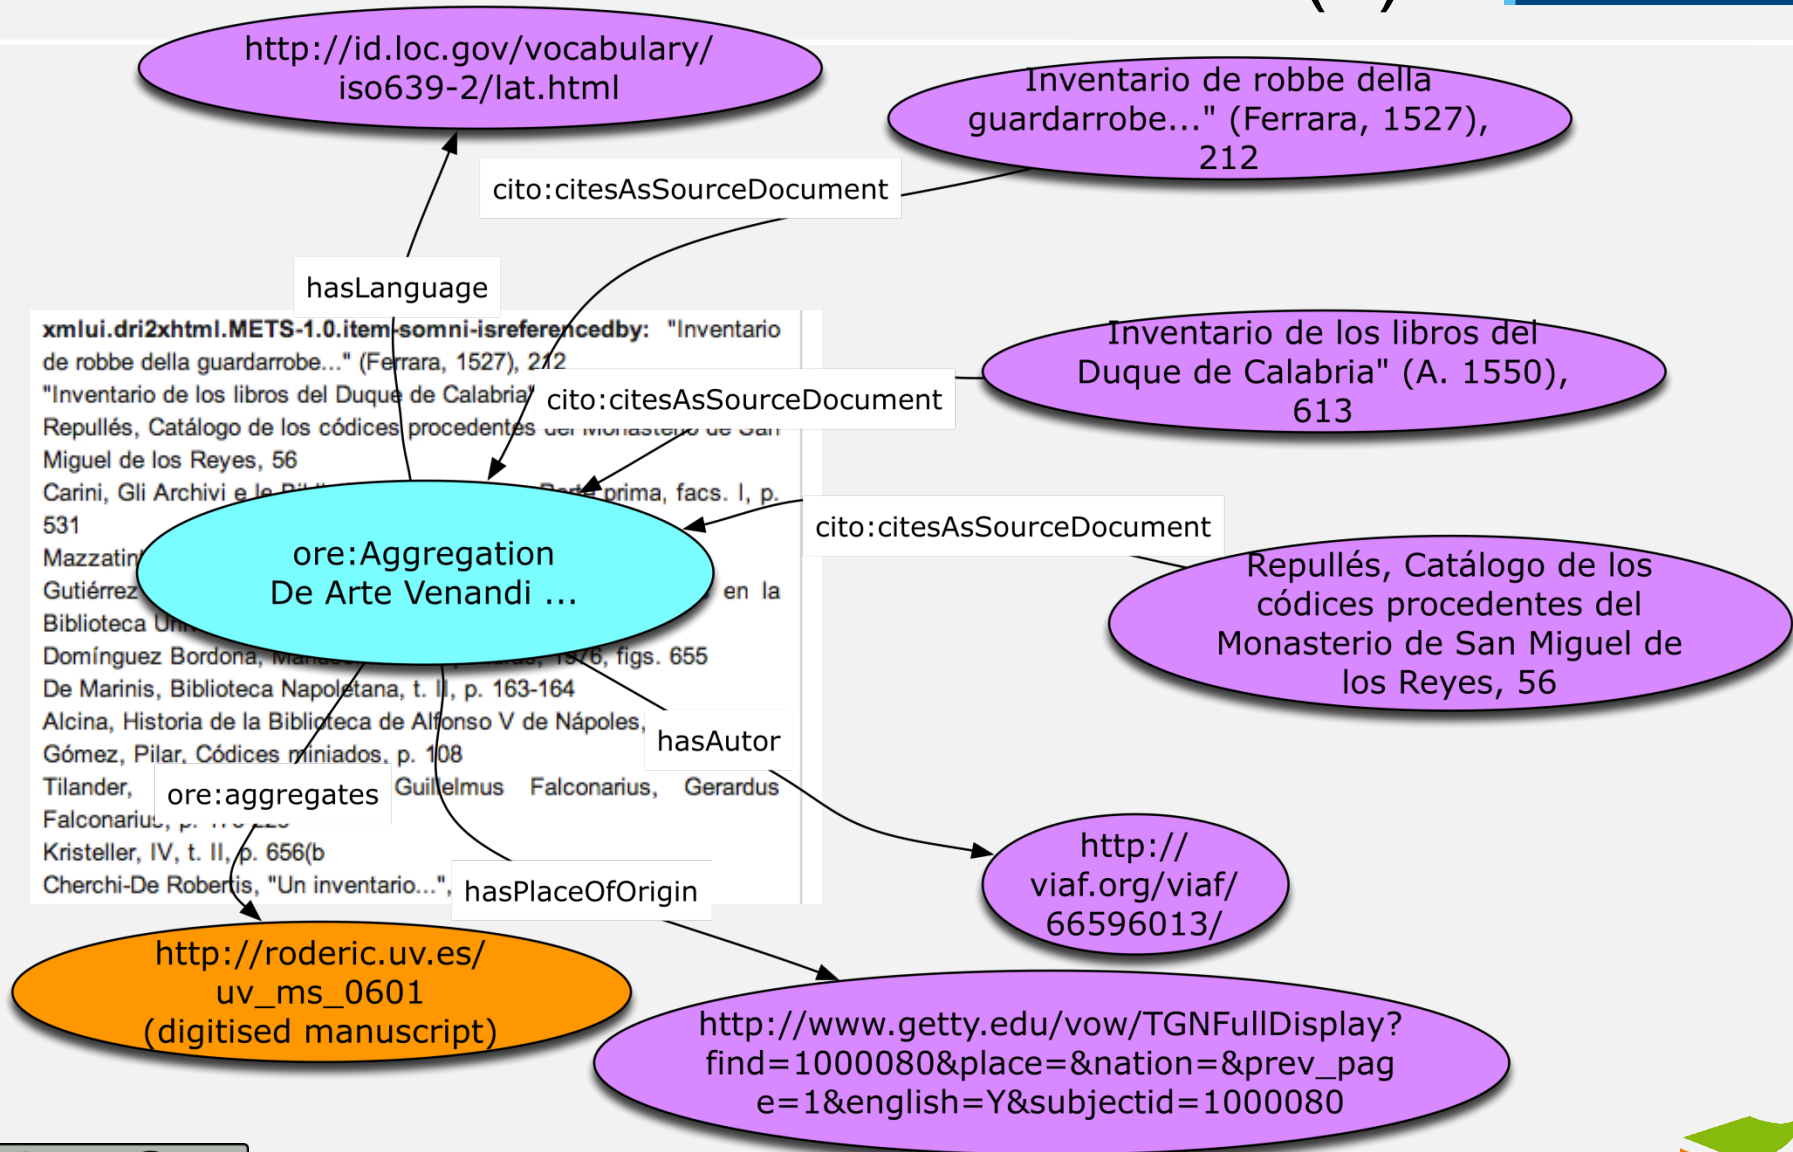 http://id.loc.gov/vocabulary/
iso639-2/lat.html
Inventario de robbe della
guardarrobe..." (Ferrara, 1527),
212
cito:citesAsSourceDocument
hasLanguage
xmlui.dri2xhtml.METS-1.0.item-somni-isreferencedby: "Inventario
de robbe della guardarrobe..." (Ferrara, 1527), 212
"Inventario de los libros del Duque de Calabria"
Repullés, Catálogo de los códices procedentes del Monasterio de San
Miguel de los Reyes, 56
Carini, Gli Archivi e le prima, facs. I, p.
531
Gutiérrez en la
Biblioteca
Domínguez Bordona, 1976, figs. 655
De Marinis, Biblioteca Napoletana, t. II, p. 163-164
Alcina, Historia de la Biblioteca de Alfonso V de Nápoles,
Gómez, Pilar, Códices miniados, p. 108
Tilander, Guillelmus Falconarius, Gerardus
Falconarius, p.
Kristeller, IV, t. II, p. 656(b
Cherchi-De Robertis, "Un inventario...",
Inventario de los libros del
Duque de Calabria" (A. 1550),
613
cito:citesAsSourceDocument
cito:citesAsSourceDocument
Repullés, Catálogo de los
códices procedentes del
Monasterio de San Miguel de
los Reyes, 56
ore:Aggregation
De Arte Venandi ...
hasAutor
ore:aggregates
hasPlaceOfOrigin
http://
viaf.org/viaf/
66596013/
http://roderic.uv.es/
uv_ms_0601
(digitised manuscript)
http://www.getty.edu/vow/TGNFullDisplay?
find=1000080&place=&nation=&prev_pag
e=1&english=Y&subjectid=1000080